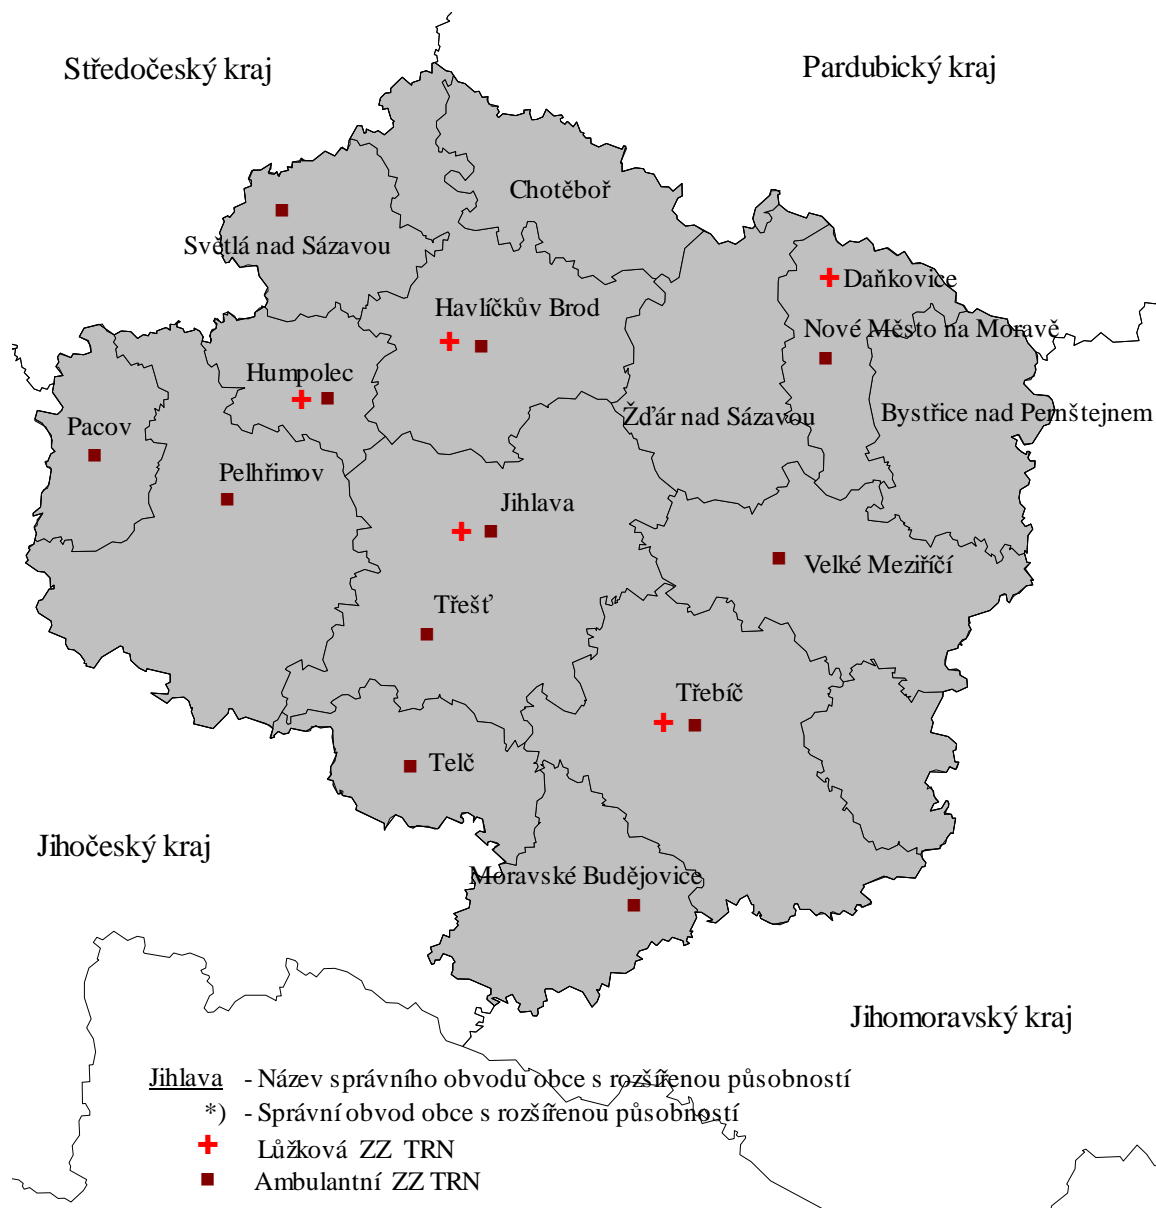 Středočeský kraj
Pardubický kraj
Chotěboř
Světlá nad Sázavou
Daňkovice
Havlíčkův Brod
Nové Město na Moravě
Humpolec
Žďár nad Sázavou
Bystřice nad Pernštejnem
Pacov
Pelhřimov
Jihlava
Velké Meziříčí
Třešť
Třebíč
Telč
Jihočeský kraj
Moravské Budějovice
Jihomoravský kraj
Jihlava - Název správního obvodu obce s rozšířenou působností
*) - Správní obvod obce s rozšířenou působností
Lůžková ZZ TRN
Ambulantní ZZ TRN